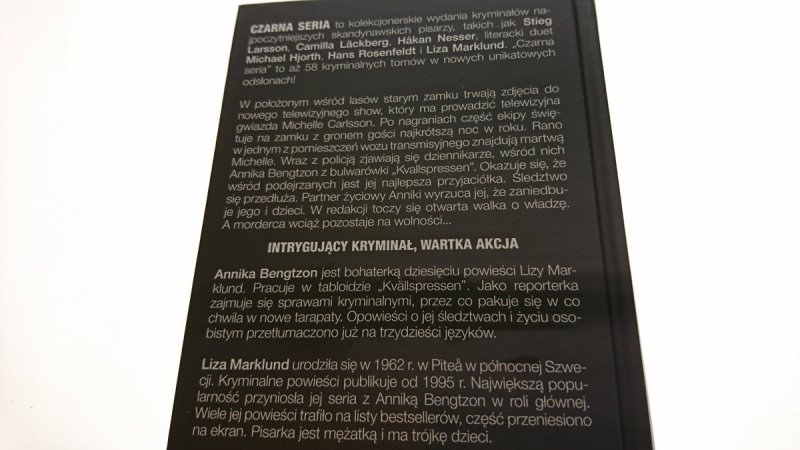 CZARNA SERIA to kolekcjonerskie wydania kryminałów na-
jpoczytniejszych skandynawskich pisarzy, takich jak Stieg
Larsson, Camilla Läckberg, Håkan Nesser, literacki duet
Michael Hjorth, Hans Rosenfeldt i Liza Marklund. „Czarna
seria” to aż 58 kryminalnych tomów w nowych unikatowych
odsłonach!
W położonym wśród lasów starym zamku trwają zdjęcia do
nowego telewizyjnego show, który ma prowadzić telewizyjna
gwiazda Michelle Carlsson. Po nagraniach część ekipy świę-
tuje na zamku z gronem gości najkrótszą noc w roku. Rano
w jednym z pomieszczeń wozu transmisyjnego znajdują martwą
Michelle. Wraz z policją zjawiają się dziennikarze, wśród nich
Annika Bengtzon z bulwarówki „Kvallspressen”. Okazuje się, że
wśród podejrzanych jest jej najlepsza przyjaciółka. Śledztwo
się przedłuża. Partner życiowy Anniki wyrzuca jej, że zaniedbu-
je jego i dzieci. W redakcji toczy się otwarta walka o władzę.
A morderca wciąż pozostaje na wolności...
INTRYGUJĄCY KRYMINAŁ, WARTKA AKCJA
Annika Bengtzon jest bohaterką dziesięciu powieści Lizy Mar-
klund. Pracuje w tabloidzie „Kvällspressen”. Jako reporterka
zajmuje się sprawami kryminalnymi, przez co pakuje się w co
chwila w nowe tarapaty. Opowieści o jej śledztwach i życiu oso-
bistym przetłumaczono już na trzydzieści języków.
Liza Marklund urodziła się w 1962 r. w Piteå w północnej Szwe-
cji. Kryminalne powieści publikuje od 1995 r. Największą popu-
larność przyniosła jej seria z Anniką Bengtzon w roli głównej.
Wiele jej powieści trafiło na listy bestsellerów, część przeniesiono
na ekran. Pisarka jest mężatką i ma trójkę dzieci.